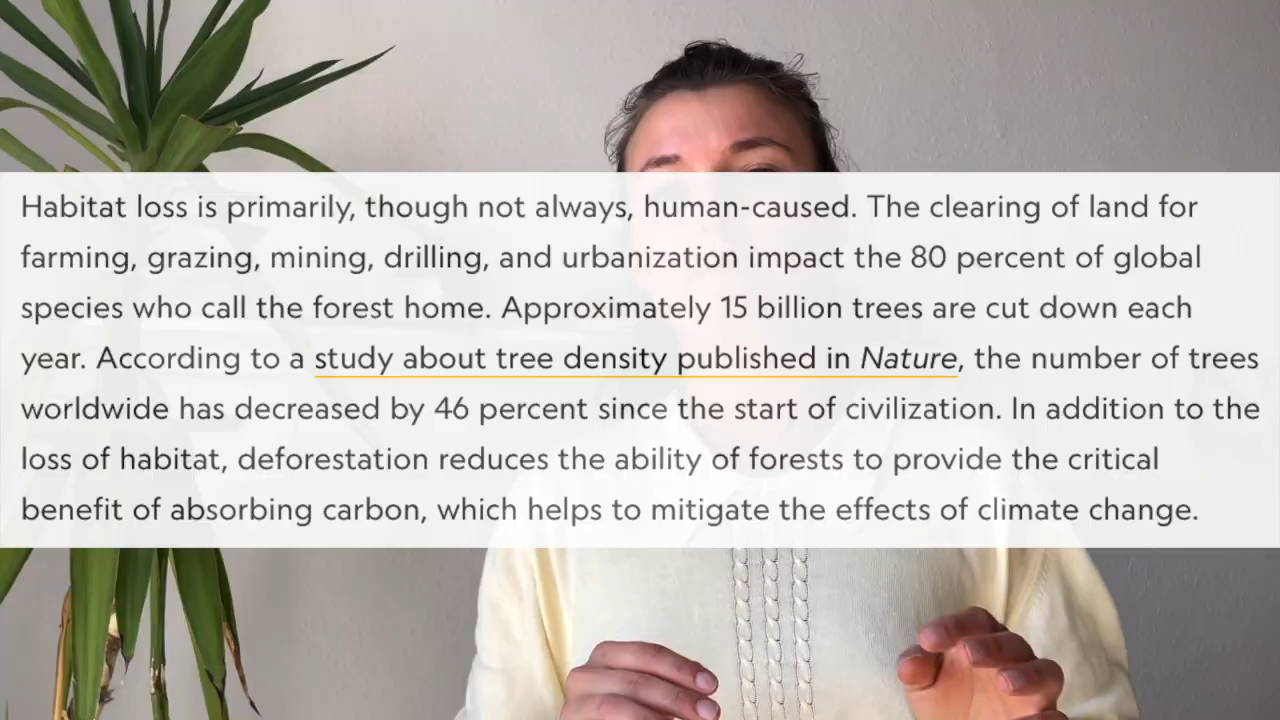 Habitat loss is primarily, though not always, human-caused. The clearing of land for
farming, grazing, mining, drilling, and urbanization impact the 80 percent of global
species who call the forest home. Approximately 15 billion trees are cut down each
year. According to a study about tree density published in Nature, the number of trees
worldwide has decreased by 46 percent since the start of civilization. In addition to the
loss of habitat, deforestation reduces the ability of forests to provide the critical
benefit of absorbing carbon, which helps to mitigate the effects of climate change.